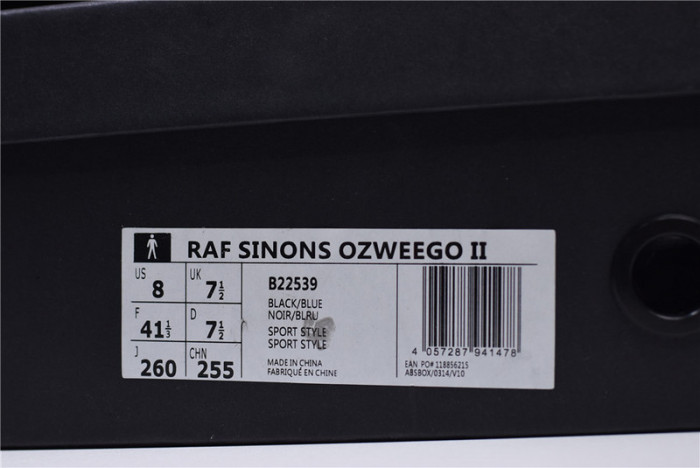 RAF SINONS OZWEEGO II
US 8
UK 7½
F 41⅓
D 7½
J 260
CHN 255
B22539
BLACK/BLUE
NOIR/BLRU
SPORT STYLE
SPORT STYLE
MADE IN CHINA
FABRIQUÉ EN CHINE
4 057287 941478
EAN PO# 118856215
ABSBOX/0314/V10